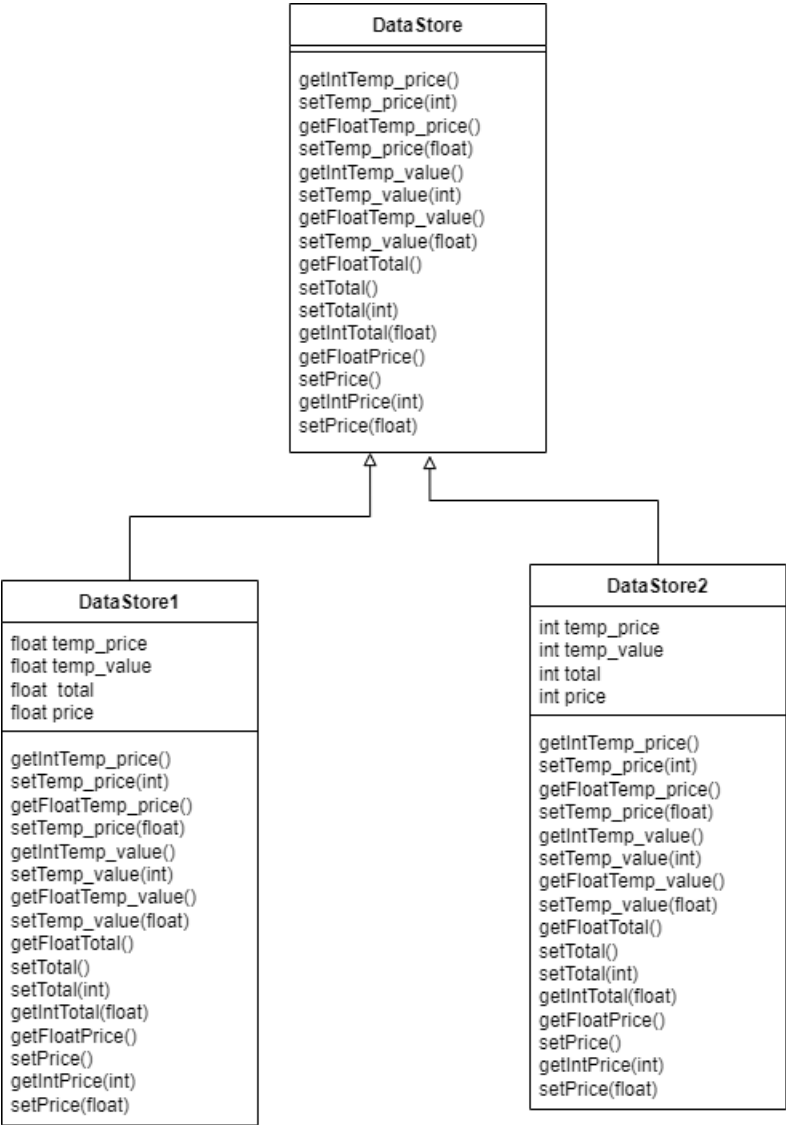 DataStore
getIntTemp_price()
setTemp_price(int)
getFloatTemp_price()
setTemp_price(float)
getIntTemp_value()
setTemp_value(int)
getFloatTemp_value()
setTemp_value(float)
getFloatTotal()
setTotal()
setTotal(int)
getIntTotal(float)
getFloatPrice()
setPrice()
getIntPrice(int)
setPrice(float)
DataStore1
float temp_price
float temp_value
float total
float price
getIntTemp_price()
setTemp_price(int)
getFloatTemp_price()
setTemp_price(float)
getIntTemp_value()
setTemp_value(int)
getFloatTemp_value()
setTemp_value(float)
getFloatTotal()
setTotal()
setTotal(int)
getIntTotal(float)
getFloatPrice()
setPrice()
getIntPrice(int)
setPrice(float)
DataStore2
int temp_price
int temp_value
int total
int price
getIntTemp_price()
setTemp_price(int)
getFloatTemp_price()
setTemp_price(float)
getIntTemp_value()
setTemp_value(int)
getFloatTemp_value()
setTemp_value(float)
getFloatTotal()
setTotal()
setTotal(int)
getIntTotal(float)
getFloatPrice()
setPrice()
getIntPrice(int)
setPrice(float)